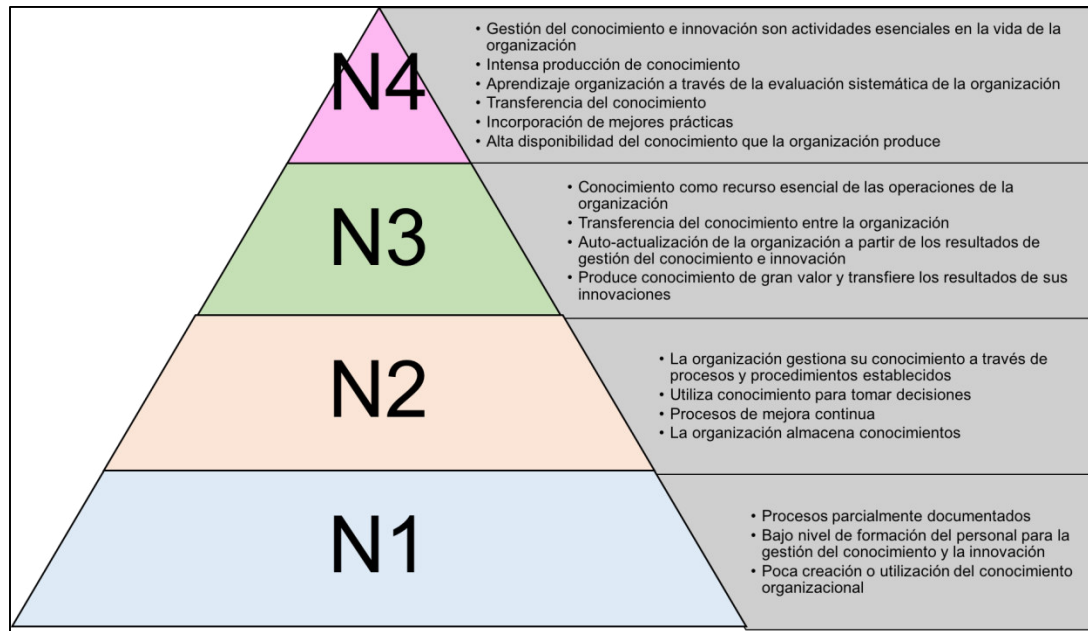 N4
• Gestión del conocimiento e innovación son actividades esenciales en la vida de la
organización
• Intensa producción de conocimiento
• Aprendizaje organización a través de la evaluación sistemática de la organización
• Transferencia del conocimiento
• Incorporación de mejores prácticas
• Alta disponibilidad del conocimiento que la organización produce
N3
• Conocimiento como recurso esencial de las operaciones de la
organización
• Transferencia del conocimiento entre la organización
• Auto-actualización de la organización a partir de los resultados de
gestión del conocimiento e innovación
• Produce conocimiento de gran valor y transfiere los resultados de sus
innovaciones
N2
• La organización gestiona su conocimiento a través de
procesos y procedimientos establecidos
• Utiliza conocimiento para tomar decisiones
• Procesos de mejora continua
• La organización almacena conocimientos
N1
• Procesos parcialmente documentados
• Bajo nivel de formación del personal para la
gestión del conocimiento y la innovación
• Poca creación o utilización del conocimiento
organizacional